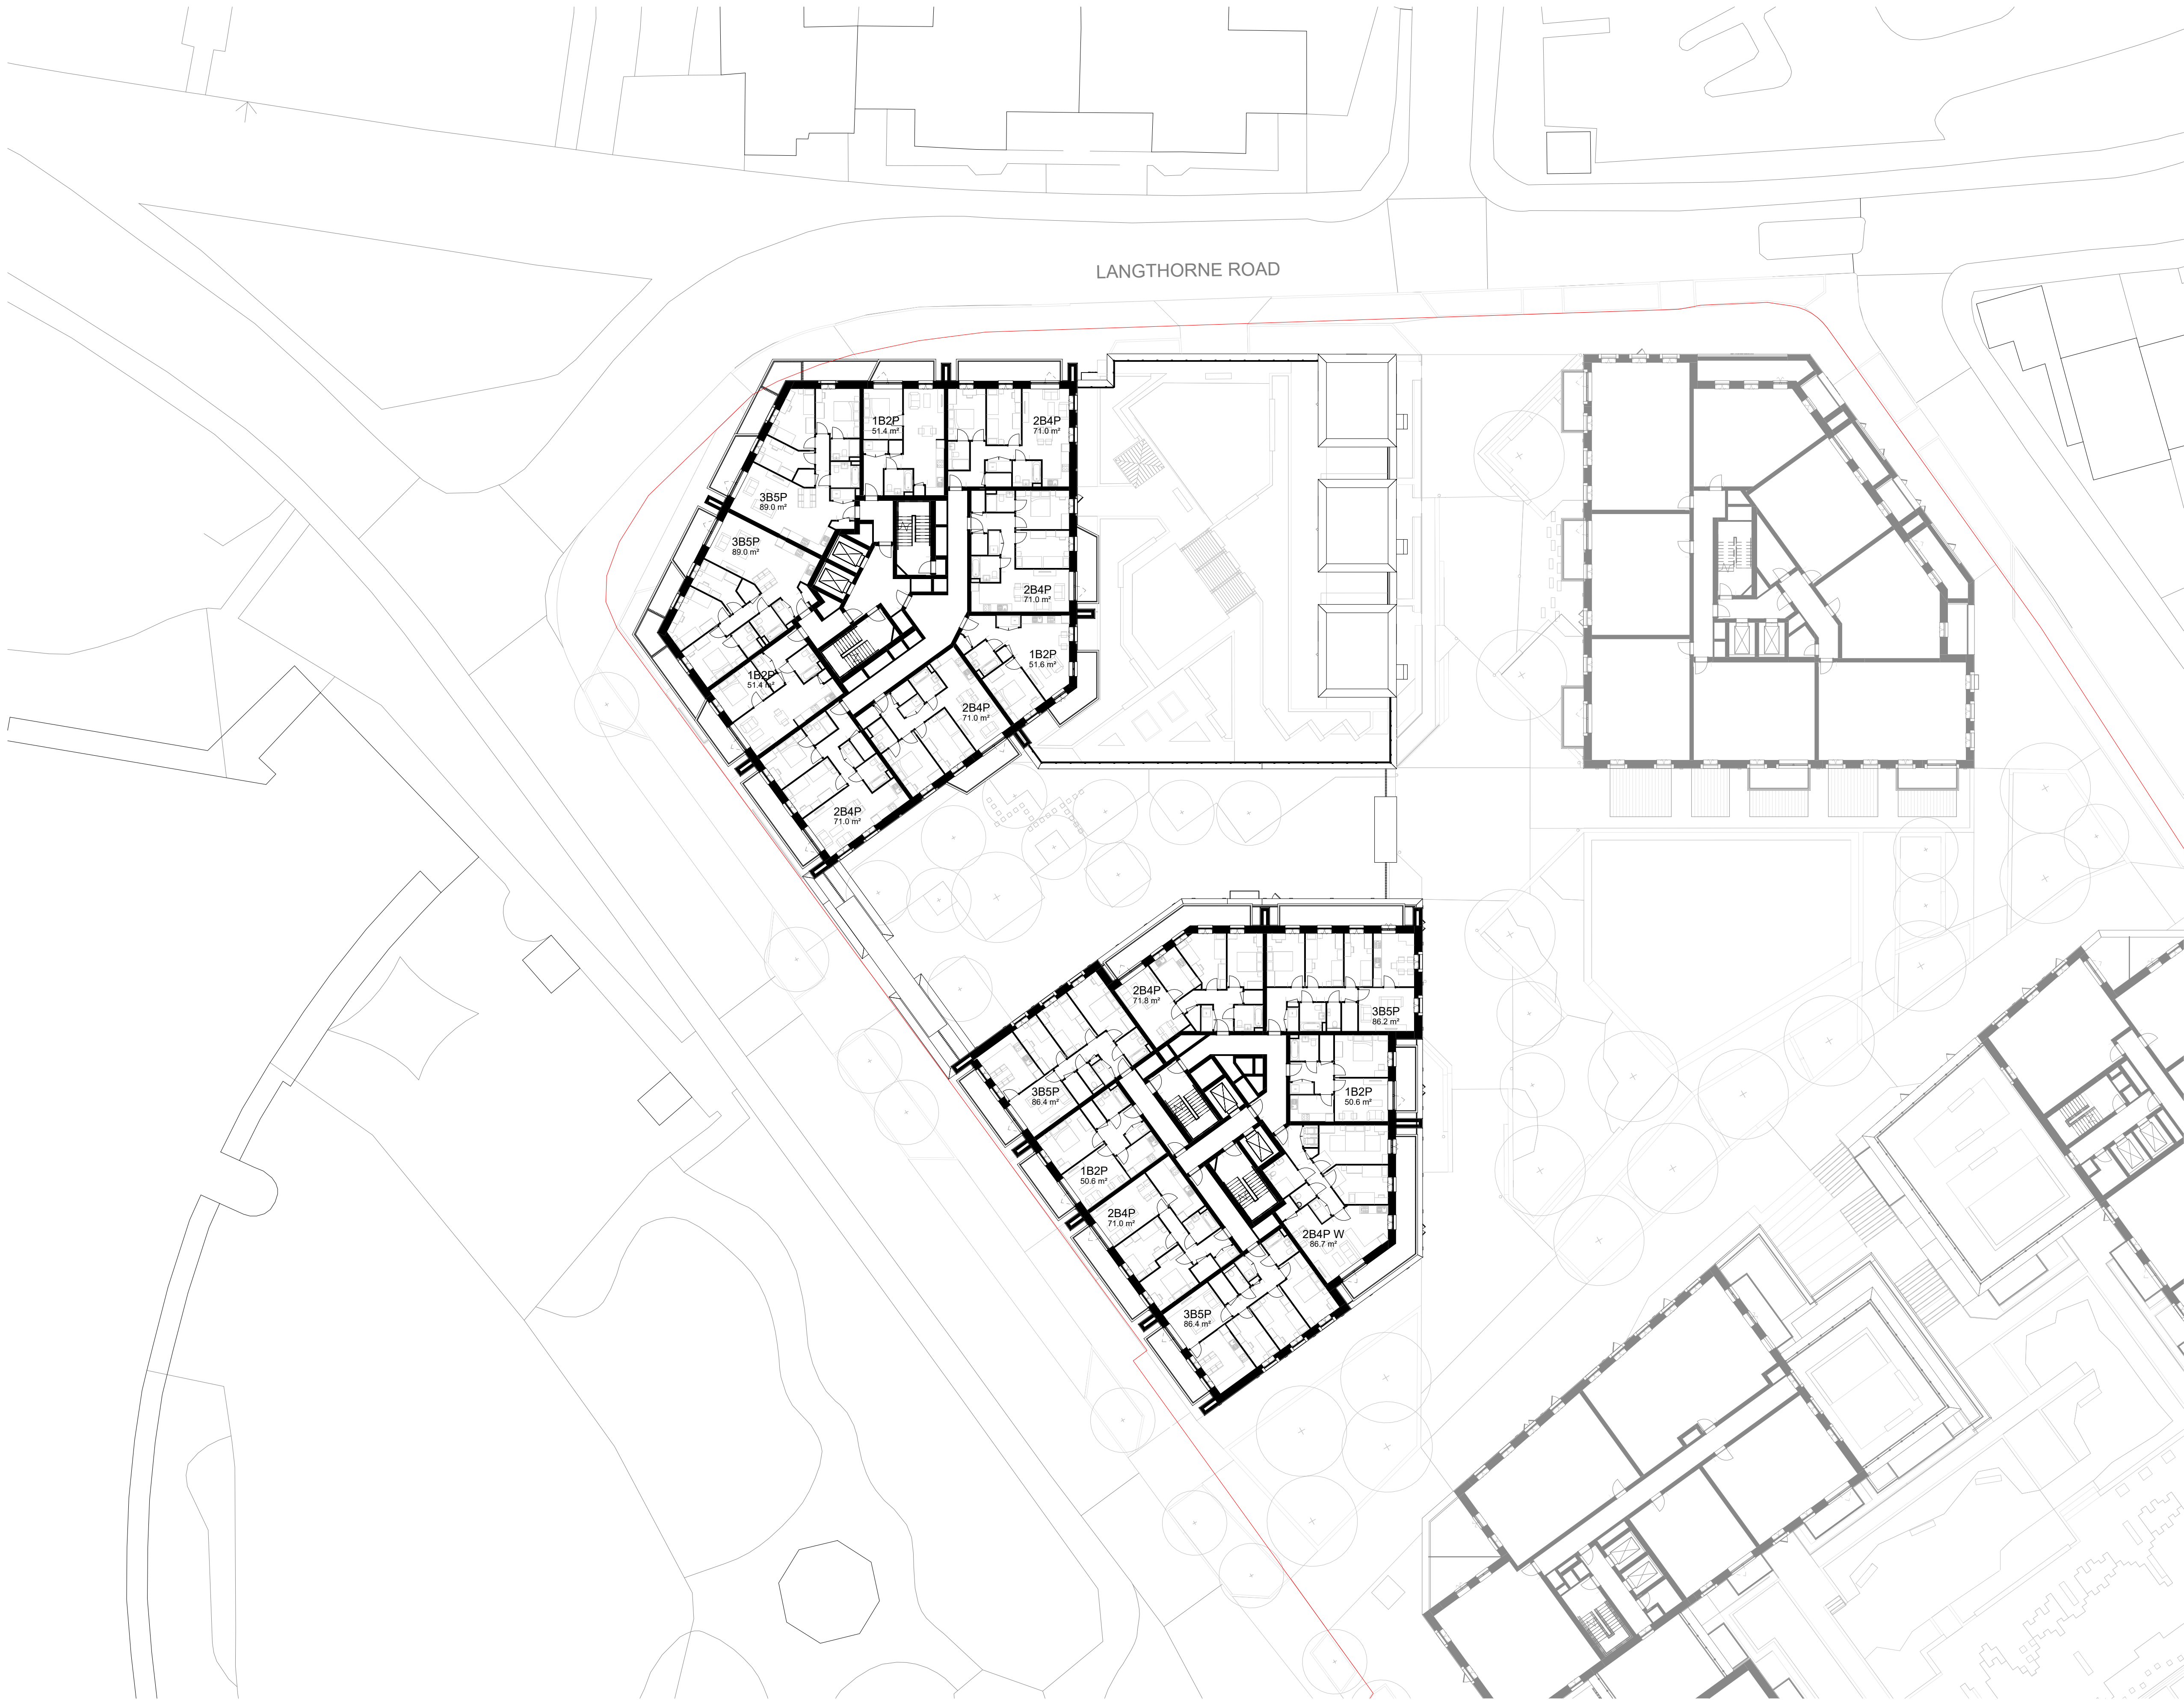 LANGTHORNE ROAD
1B2P
51.4 m²
2B4P
71.0 m²
3B5P
89.0 m²
3B5P
89.0 m²
2B4P
71.0 m²
1B2P
51.6 m²
1B2P
51.4 m²
2B4P
71.0 m²
2B4P
71.0 m²
2B4P
71.8 m²
3B5P
86.2 m²
3B5P
86.4 m²
1B2P
50.6 m²
1B2P
50.6 m²
2B4P
71.0 m²
2B4P W
86.7 m²
3B5P
86.4 m²